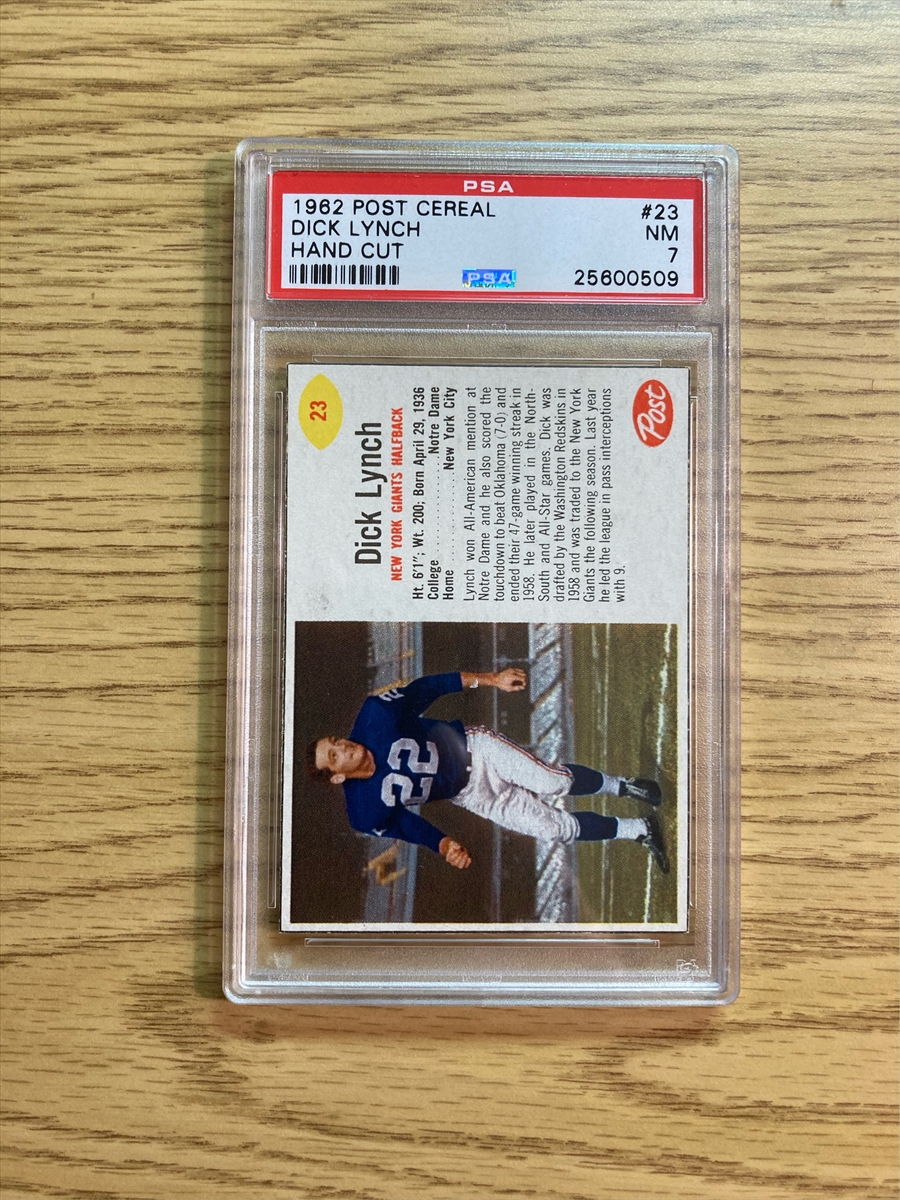 PSA
1962 POST CEREAL #23
DICK LYNCH NM
HAND CUT 7
PSA 25600509
23
Dick Lynch
NEW YORK GIANTS HALFBACK
Ht. 6'1"; Wt. 200; Born April 29, 1936
College ................Notre Dame
Home ..............New York City
Lynch won All-American mention at
Notre Dame and he also scored the
touchdown to beat Oklahoma (7-0) and
ended their 47-game winning streak in
1958. He later played in the North-
South and All-Star games. Dick was
drafted by the Washington Redskins in
1958 and was traded to the New York
Giants the following season. Last year
he led the league in pass interceptions
with 9.
Post
22
22